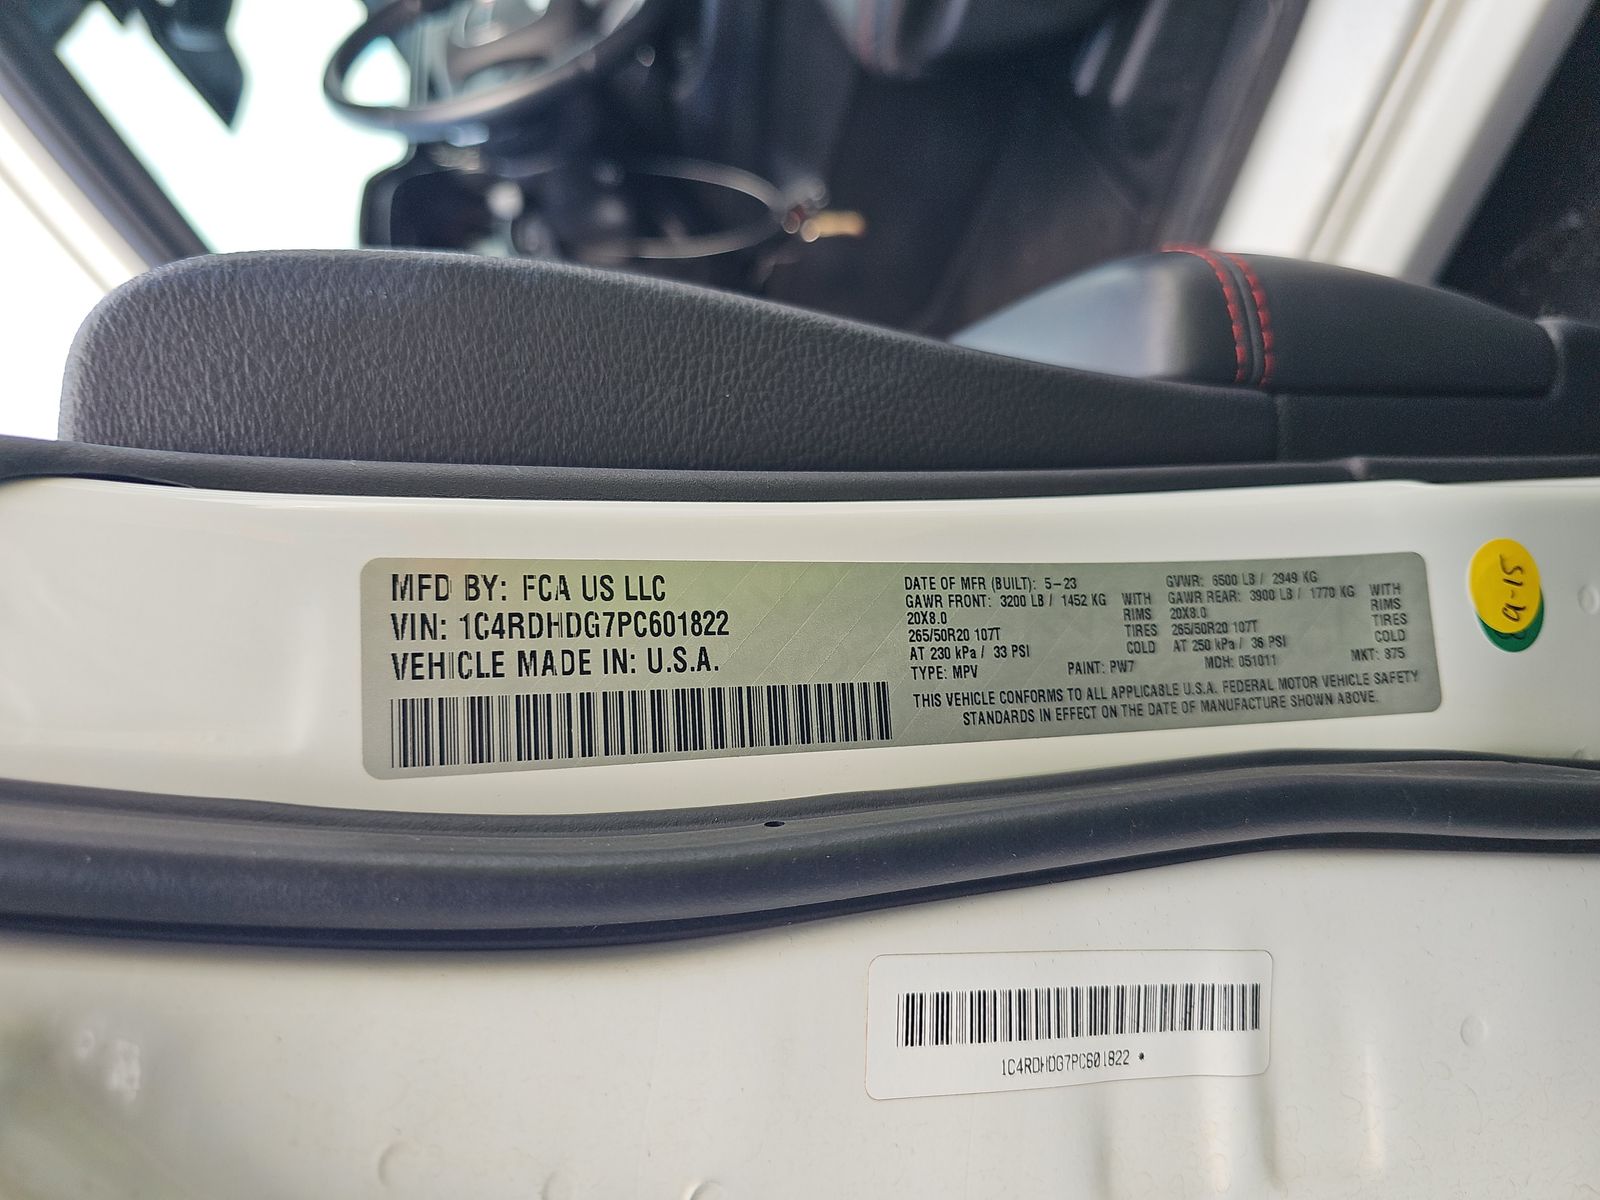 MFD BY: FCA US LLC
VIN: 1C4RDHDG7PC601822
VEHICLE MADE IN: U.S.A.
DATE OF MFR (BUILT): 5-23 GVWR: 6500 LB / 2949 KG
GAWR FRONT: 3200 LB / 1452 KG WITH GAWR REAR: 3900 LB / 1770 KG WITH
20X8.0 RIMS 20X8.0 RIMS
265/50R20 107T TIRES 265/50R20 107T TIRES
AT 230 kPa / 33 PSI COLD AT 250 kPa / 36 PSI COLD
TYPE: MPV PAINT: PW7 MDH: 051011 MKT: 875
THIS VEHICLE CONFORMS TO ALL APPLICABLE U.S.A. FEDERAL MOTOR VEHICLE SAFETY
STANDARDS IN EFFECT ON THE DATE OF MANUFACTURE SHOWN ABOVE.
9-15
1C4RDHDG7PC601822 *